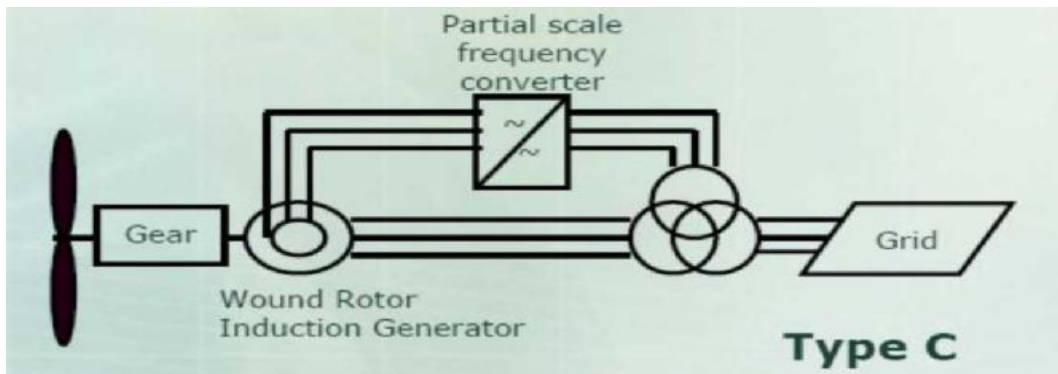 Partial scale
frequency
converter
~
~
Gear
Grid
Wound Rotor
Induction Generator
Type C